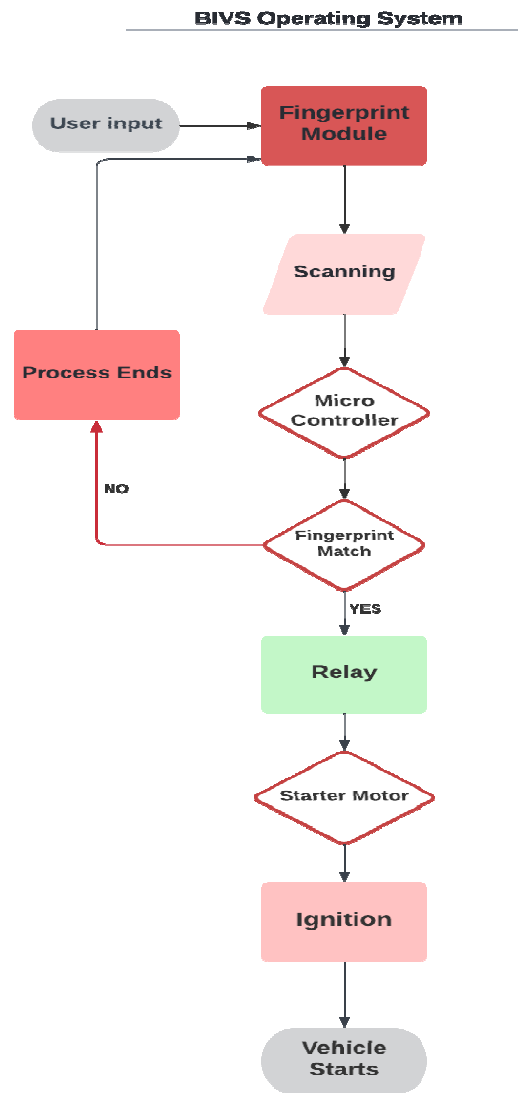 BIVS Operating System
User input
Fingerprint
Module
Scanning
Process Ends
Micro
Controller
NO
Fingerprint
Match
YES
Relay
Starter Motor
Ignition
Vehicle
Starts